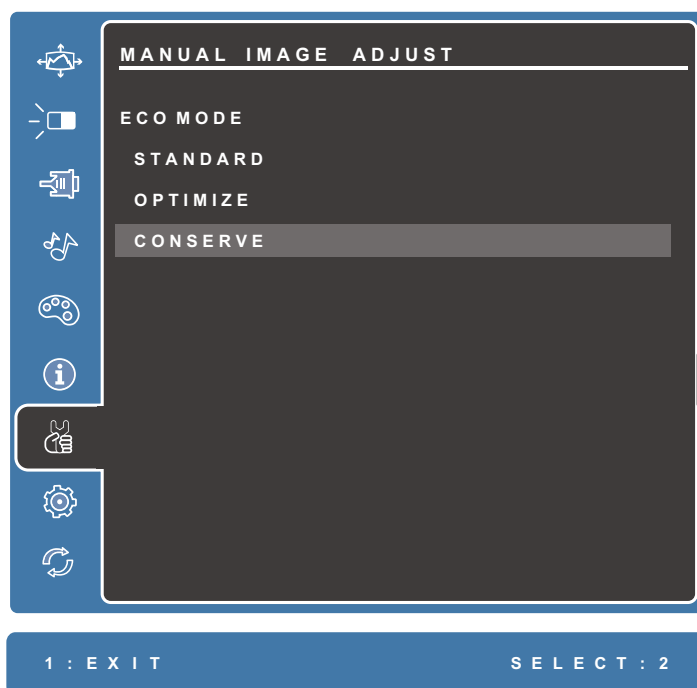 MANUAL IMAGE ADJUST
ECO MODE
STANDARD
OPTIMIZE
CONSERVE
1 : EXIT SELECT : 2